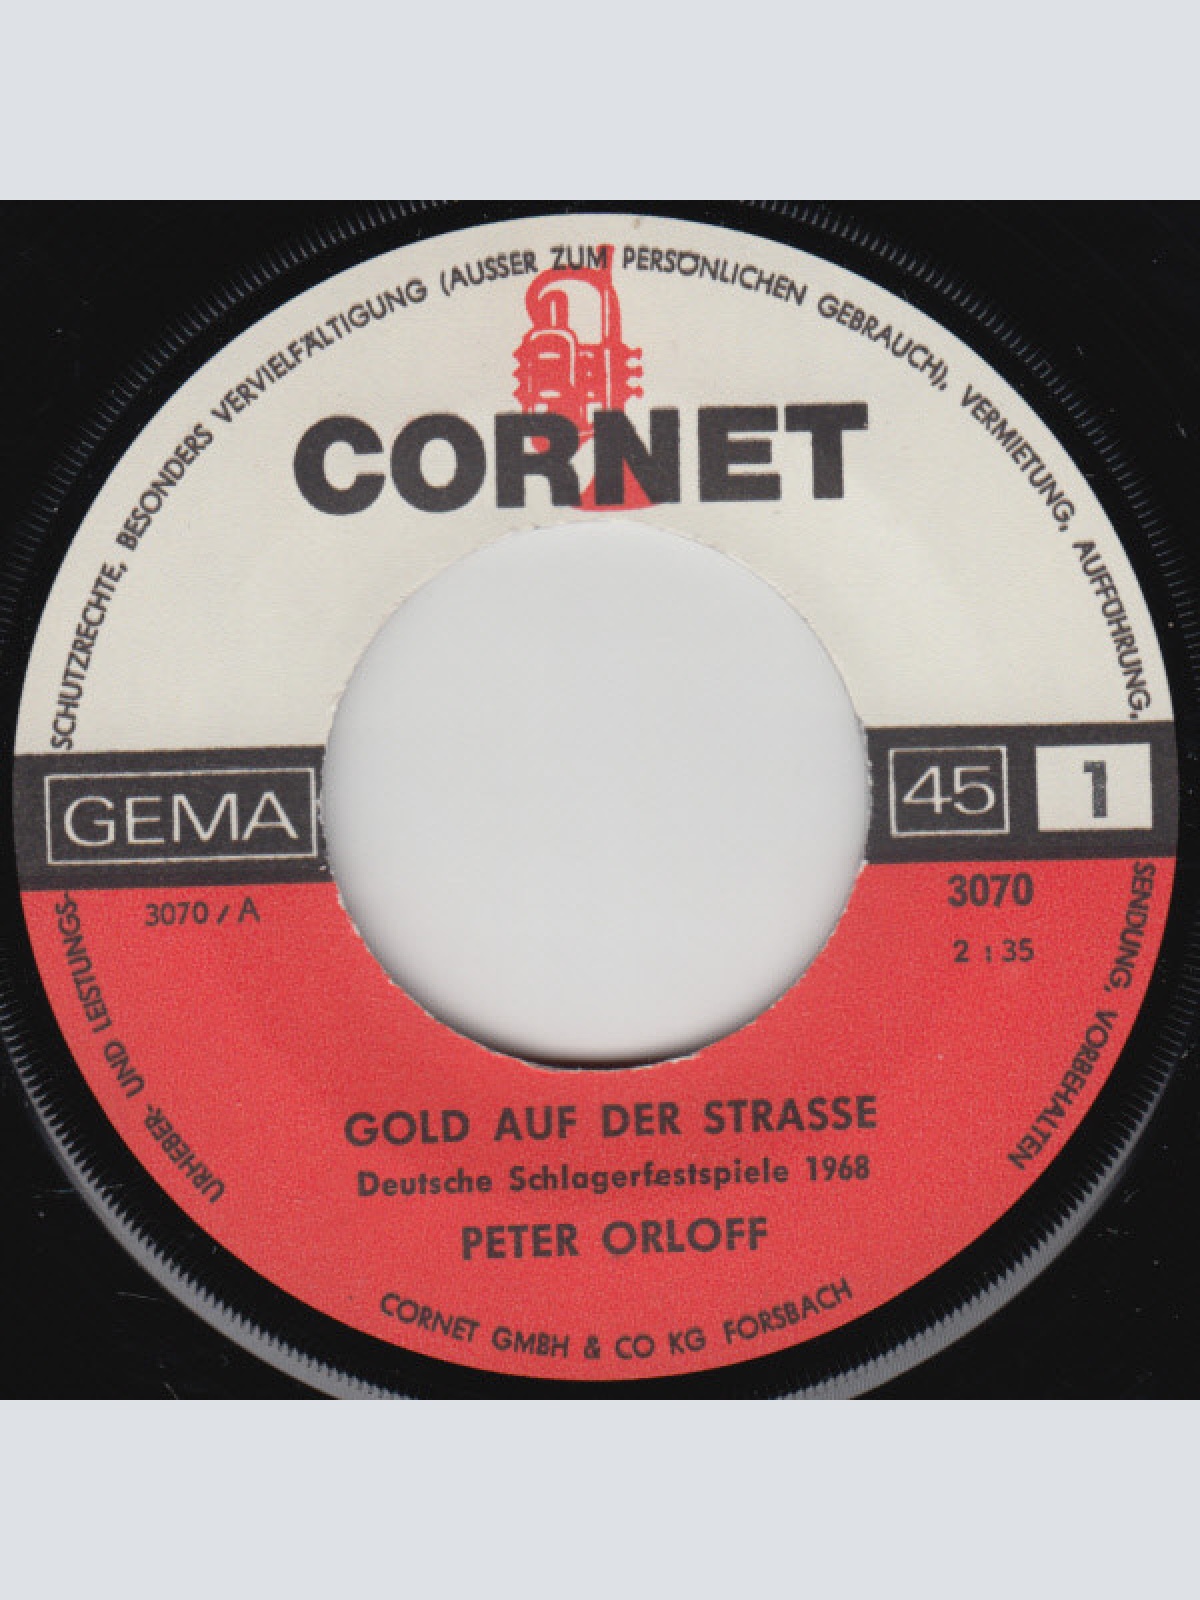 URHEBER- UND LEISTUNGS-
SCHUTZRECHTE, BESONDERS VERVIELFÄLTIGUNG (AUSSER ZUM PERSÖNLICHEN GEBRAUCH), VERMIETUNG, AUFFÜHRUNG,
SENDUNG, VORBEHALTEN
CORNET
GEMA
45
1
3070 / A
3070
2 : 35
GOLD AUF DER STRASSE
Deutsche Schlagerfestspiele 1968
PETER ORLOFF
CORNET GMBH & CO KG FORSBACH